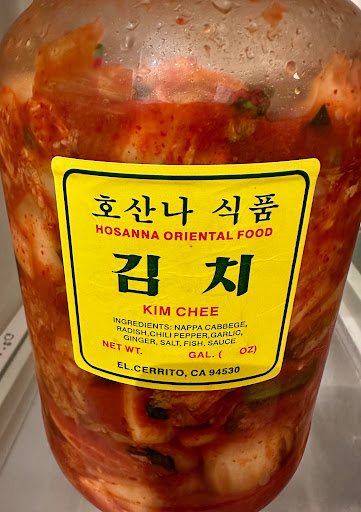 호산나 식품
HOSANNA ORIENTAL FOOD
김치
KIM CHEE
INGREDIENTS: NAPPA CABBEGE,
RADISH,CHILI PEPPER,GARLIC,
GINGER, SALT, FISH, SAUCE
NET WT. GAL. ( OZ)
EL.CERRITO, CA 94530